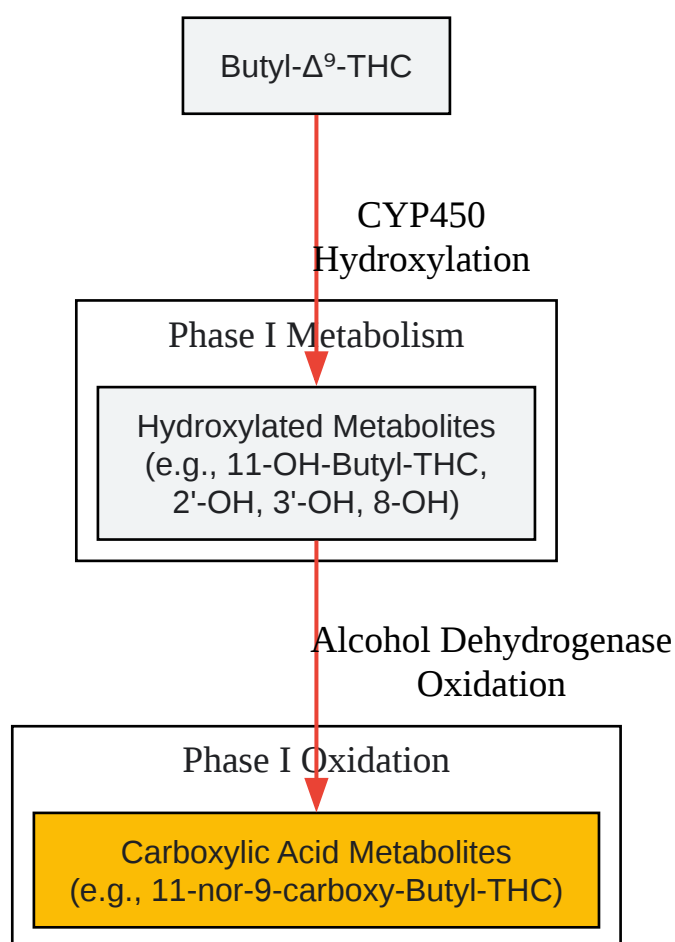 Butyl-Δ⁹-THC
CYP450
Hydroxylation
Phase I Metabolism
Hydroxylated Metabolites
(e.g., 11-OH-Butyl-THC,
2'-OH, 3'-OH, 8-OH)
Alcohol Dehydrogenase
Oxidation
Phase I Oxidation
Carboxylic Acid Metabolites
(e.g., 11-nor-9-carboxy-Butyl-THC)